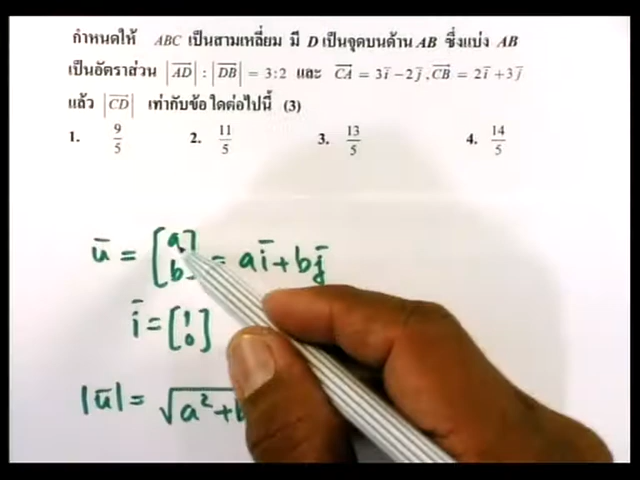 กำหนดให้ ABC เป็นสามเหลี่ยม มี D เป็นจุดบนด้าน AB ซึ่งแบ่ง AB
เป็นอัตราส่วน |AD⃗| : |DB⃗| = 3:2 และ CA⃗ = 3i̅ − 2j̅ , CB⃗ = 2i̅ + 3j̅
แล้ว |CD⃗| เท่ากับข้อใดต่อไปนี้ (3)
1. 9/5 2. 11/5 3. 13/5 4. 14/5
u̅ = [a b] = ai̅ + bj̅
i̅ = [1 0]
|u̅| = √a² +